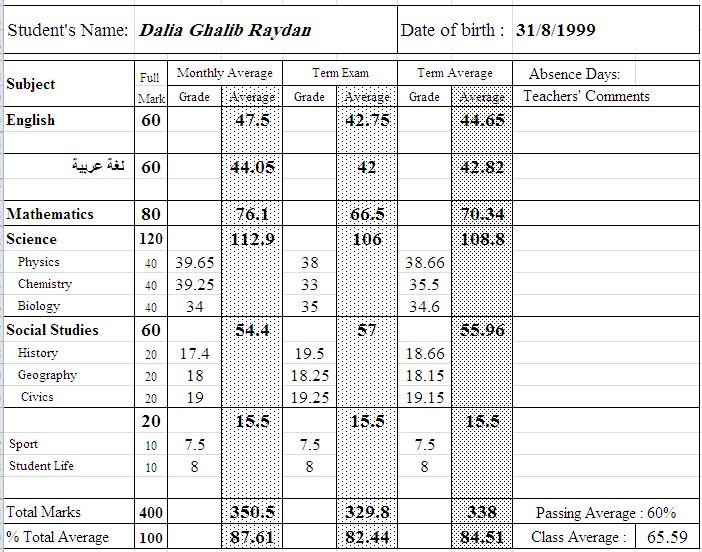 Student's Name: Dalia Ghalib Raydan Date of birth : 31/8/1999
Subject Full Mark Monthly Average Term Exam Term Average Absence Days:
Grade Average Grade Average Grade Average Teachers' Comments
English 60 47.5 42.75 44.65
لغة عربية 60 44.05 42 42.82
Mathematics 80 76.1 66.5 70.34
Science 120 112.9 106 108.8
Physics 40 39.65 38 38.66
Chemistry 40 39.25 33 35.5
Biology 40 34 35 34.6
Social Studies 60 54.4 57 55.96
History 20 17.4 19.5 18.66
Geography 20 18 18.25 18.15
Civics 20 19 19.25 19.15
20 15.5 15.5 15.5
Sport 10 7.5 7.5 7.5
Student Life 10 8 8 8
Total Marks 400 350.5 329.8 338 Passing Average : 60%
% Total Average 100 87.61 82.44 84.51 Class Average : 65.59